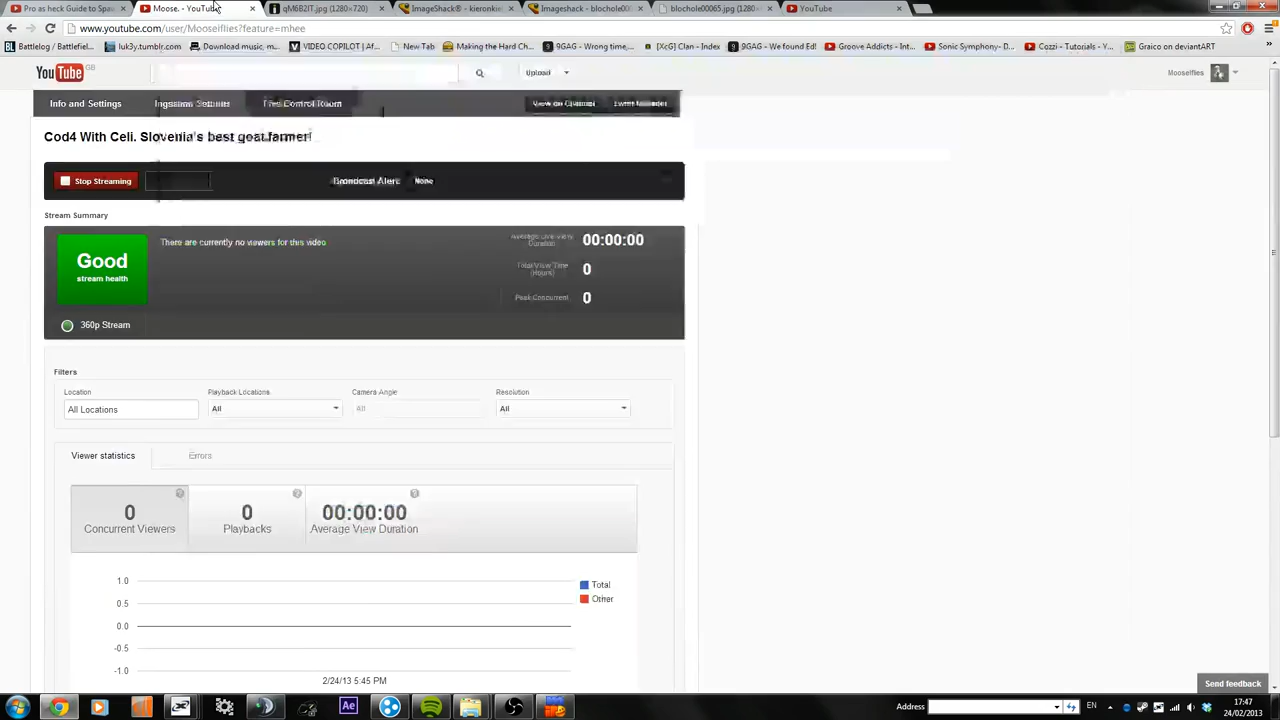 Pro as heck Guide to Spa
Moose. - YouTube
qM6B2IT.jpg (1280×720)
ImageShack® - kieronkie
Imageshack - blochole00
blochole00065.jpg (1280×
YouTube
www.youtube.com/user/Mooseiflies?feature=mhee
Battlelog / Battlefiel...
luk3y.tumblr.com
Download music, m...
VIDEO COPILOT | Af...
New Tab
Making the Hard Ch...
9GAG - Wrong time,...
[XcG] Clan - Index
9GAG - We found Ed!
Groove Addicts - Int...
Sonic Symphony - D...
Cozzi - Tutorials - Y...
Graico on deviantART
YouTube GB
Upload
Mooseiflies
Info and Settings
Ingestion Settings
Live Control Room
View on Channel
Event Manager
Cod4 With Celi. Slovenia's best goat farmer!
Stop Streaming
Broadcast Alert:
None
Stream Summary
Good
stream health
There are currently no viewers for this video
Average Live View Duration
00:00:00
Total View Time (Hours)
0
Peak Concurrent
0
360p Stream
Filters
Location
Playback Locations
Camera Angle
Resolution
All Locations
All
All
All
Viewer statistics
Errors
0
0
00:00:00
Concurrent Viewers
Playbacks
Average View Duration
1.0
0.5
0.0
-0.5
-1.0
Total
Other
2/24/13 5:45 PM
Send feedback
Address
EN
17:47
24/02/2013